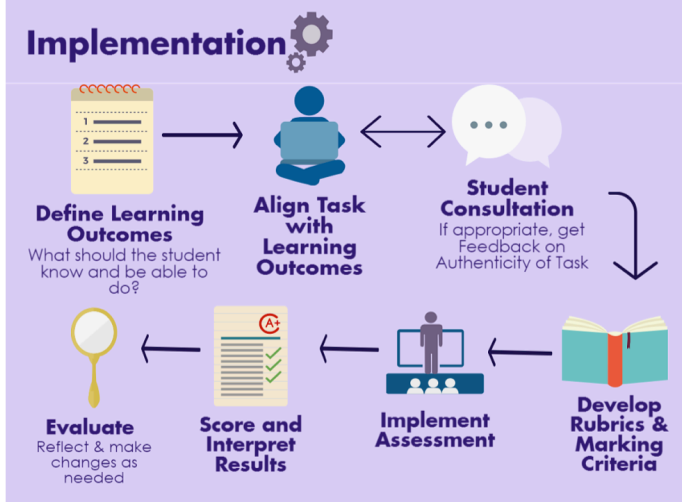 Implementation
1
2
3
Define Learning
Outcomes
What should the student
know and be able to
do?
Align Task
with
Learning
Outcomes
Student
Consultation
If appropriate, get
Feedback on
Authenticity of Task
Develop
Rubrics &
Marking
Criteria
Implement
Assessment
A+
Score and
Interpret
Results
Evaluate
Reflect & make
changes as
needed